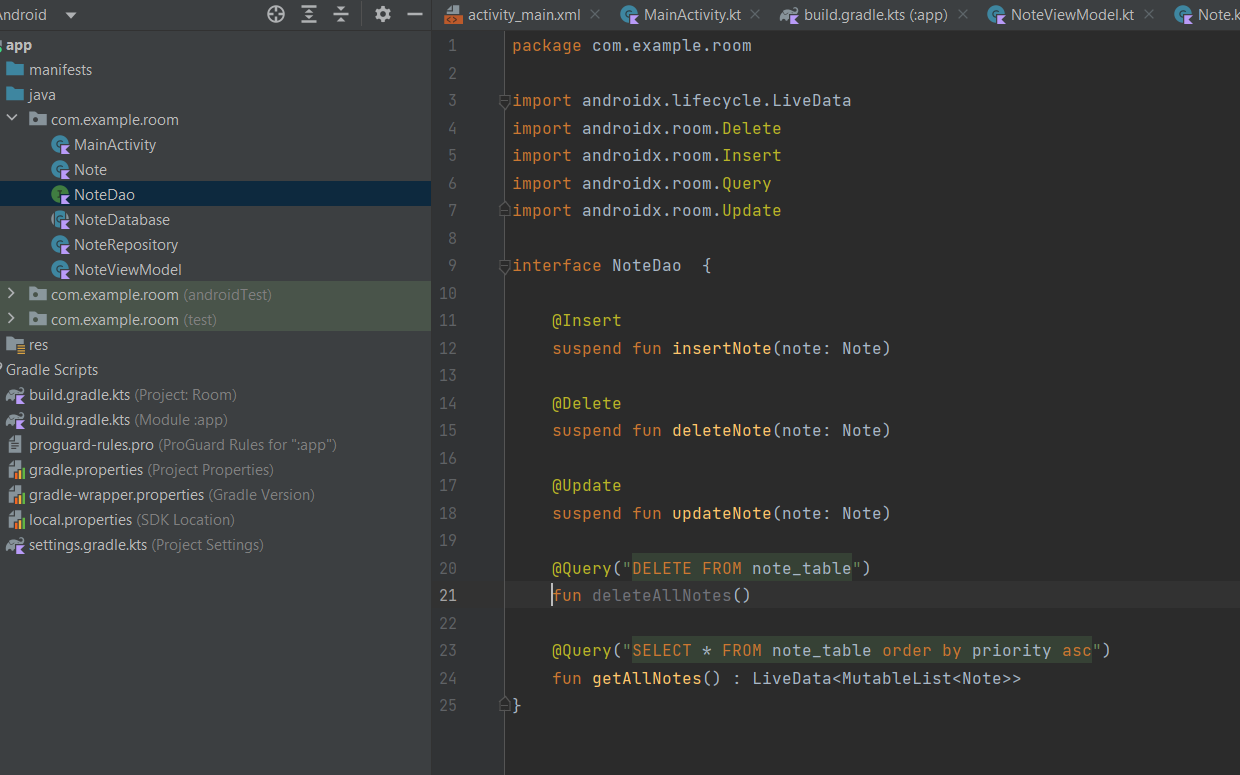 Android
app
manifests
java
com.example.room
MainActivity
Note
NoteDao
NoteDatabase
NoteRepository
NoteViewModel
com.example.room (androidTest)
com.example.room (test)
res
Gradle Scripts
build.gradle.kts (Project: Room)
build.gradle.kts (Module :app)
proguard-rules.pro (ProGuard Rules for ":app")
gradle.properties (Project Properties)
gradle-wrapper.properties (Gradle Version)
local.properties (SDK Location)
settings.gradle.kts (Project Settings)
activity_main.xml MainActivity.kt build.gradle.kts (:app) NoteViewModel.kt Note.k
1 package com.example.room
2
3 import androidx.lifecycle.LiveData
4 import androidx.room.Delete
5 import androidx.room.Insert
6 import androidx.room.Query
7 import androidx.room.Update
8
9 interface NoteDao {
10
11 @Insert
12 suspend fun insertNote(note: Note)
13
14 @Delete
15 suspend fun deleteNote(note: Note)
16
17 @Update
18 suspend fun updateNote(note: Note)
19
20 @Query("DELETE FROM note_table")
21 fun deleteAllNotes()
22
23 @Query("SELECT * FROM note_table order by priority asc")
24 fun getAllNotes() : LiveData<MutableList<Note>>
25 }